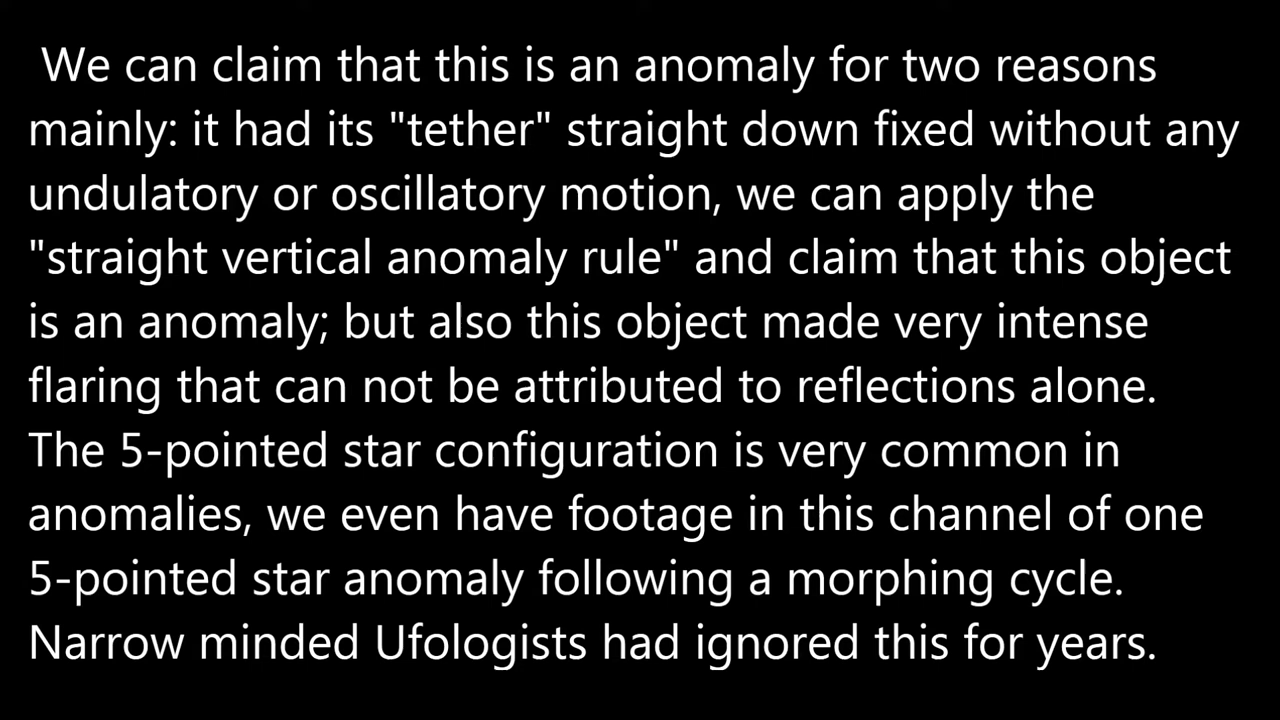 We can claim that this is an anomaly for two reasons
mainly: it had its "tether" straight down fixed without any
undulatory or oscillatory motion, we can apply the
"straight vertical anomaly rule" and claim that this object
is an anomaly; but also this object made very intense
flaring that can not be attributed to reflections alone.
The 5-pointed star configuration is very common in
anomalies, we even have footage in this channel of one
5-pointed star anomaly following a morphing cycle.
Narrow minded Ufologists had ignored this for years.